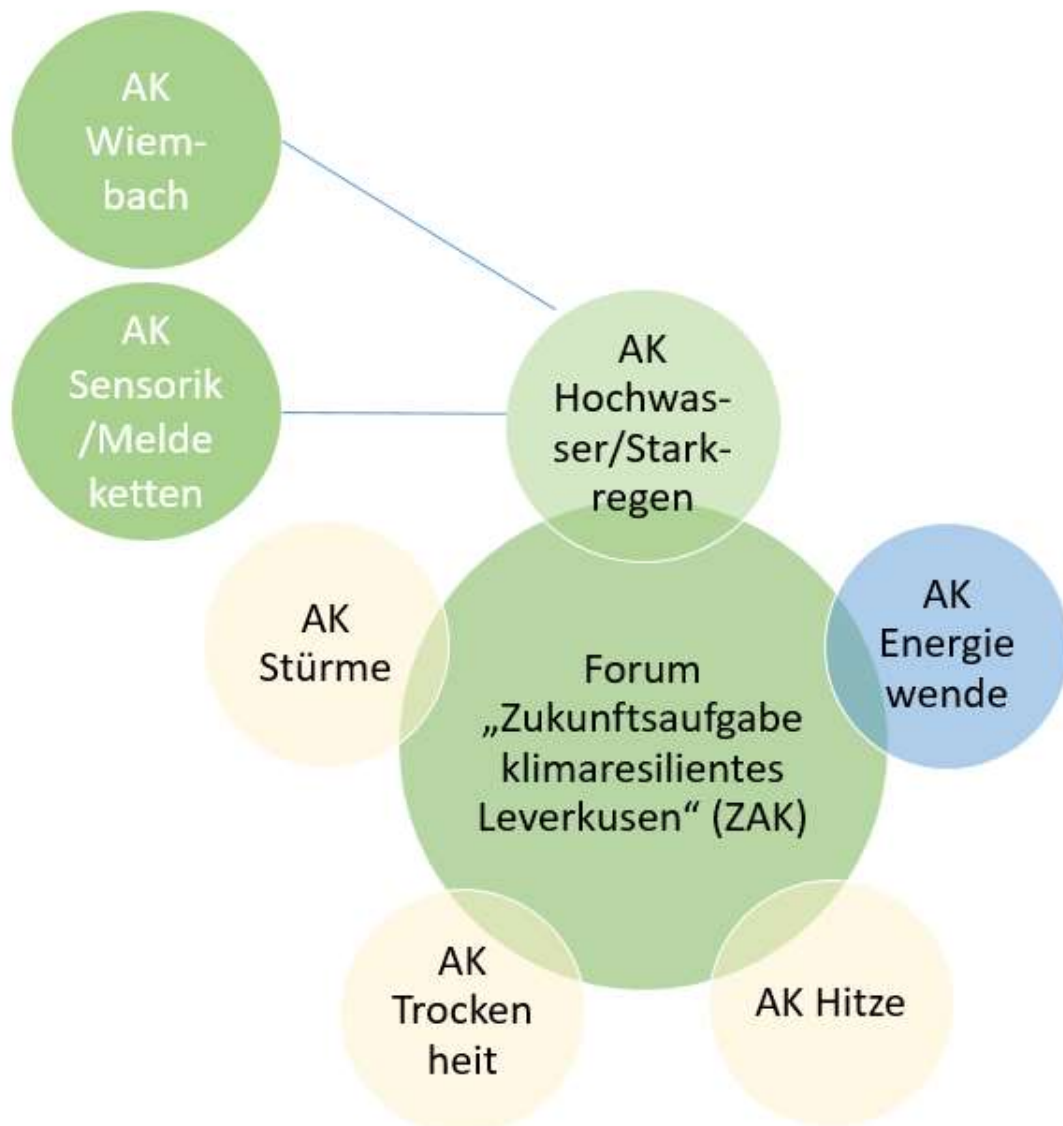 AK
Wiem-
bach
AK
Sensorik
/Melde
ketten
AK
Hochwas-
ser/Stark-
regen
AK
Stürme
AK
Energie
wende
Forum
„Zukunftsaufgabe
klimaresilientes
Leverkusen“ (ZAK)
AK
Trocken
heit
AK Hitze